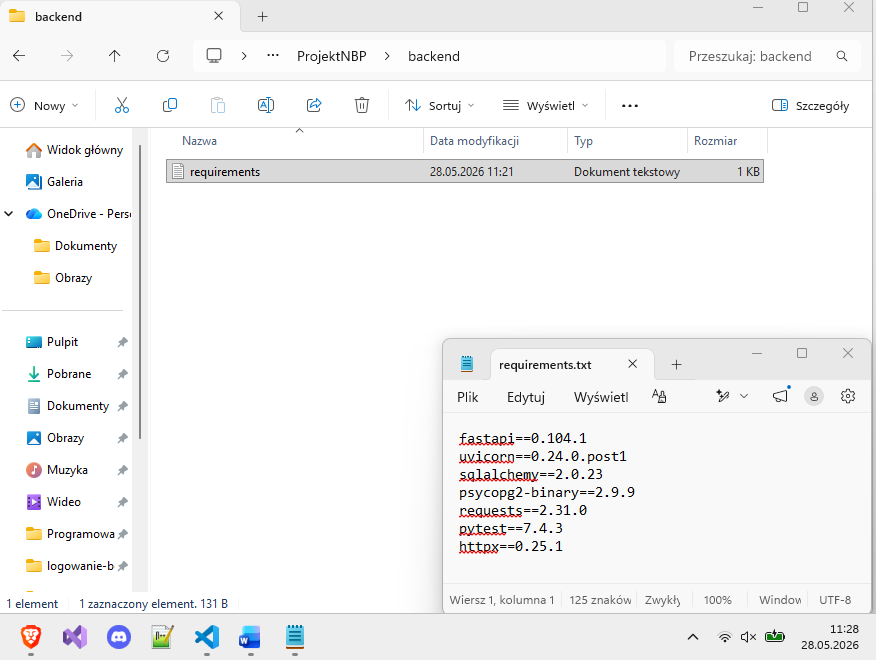 backend
ProjektNBP
backend
Przeszukaj: backend
Nowy
Sortuj
Wyświetl
Szczegóły
Nazwa
Data modyfikacji
Typ
Rozmiar
requirements
28.05.2026 11:21
Dokument tekstowy
1 KB
Widok główny
Galeria
OneDrive - Perso
Dokumenty
Obrazy
Pulpit
Pobrane
Dokumenty
Obrazy
Muzyka
Wideo
Programowa
logowanie-b
1 element
1 zaznaczony element. 131 B
requirements.txt
Plik
Edytuj
Wyświetl
fastapi==0.104.1
uvicorn==0.24.0.post1
sqlalchemy==2.0.23
psycopg2-binary==2.9.9
requests==2.31.0
pytest==7.4.3
httpx==0.25.1
Wiersz 1, kolumna 1
125 znaków
Zwykły
100%
Window
UTF-8
11:28
28.05.2026